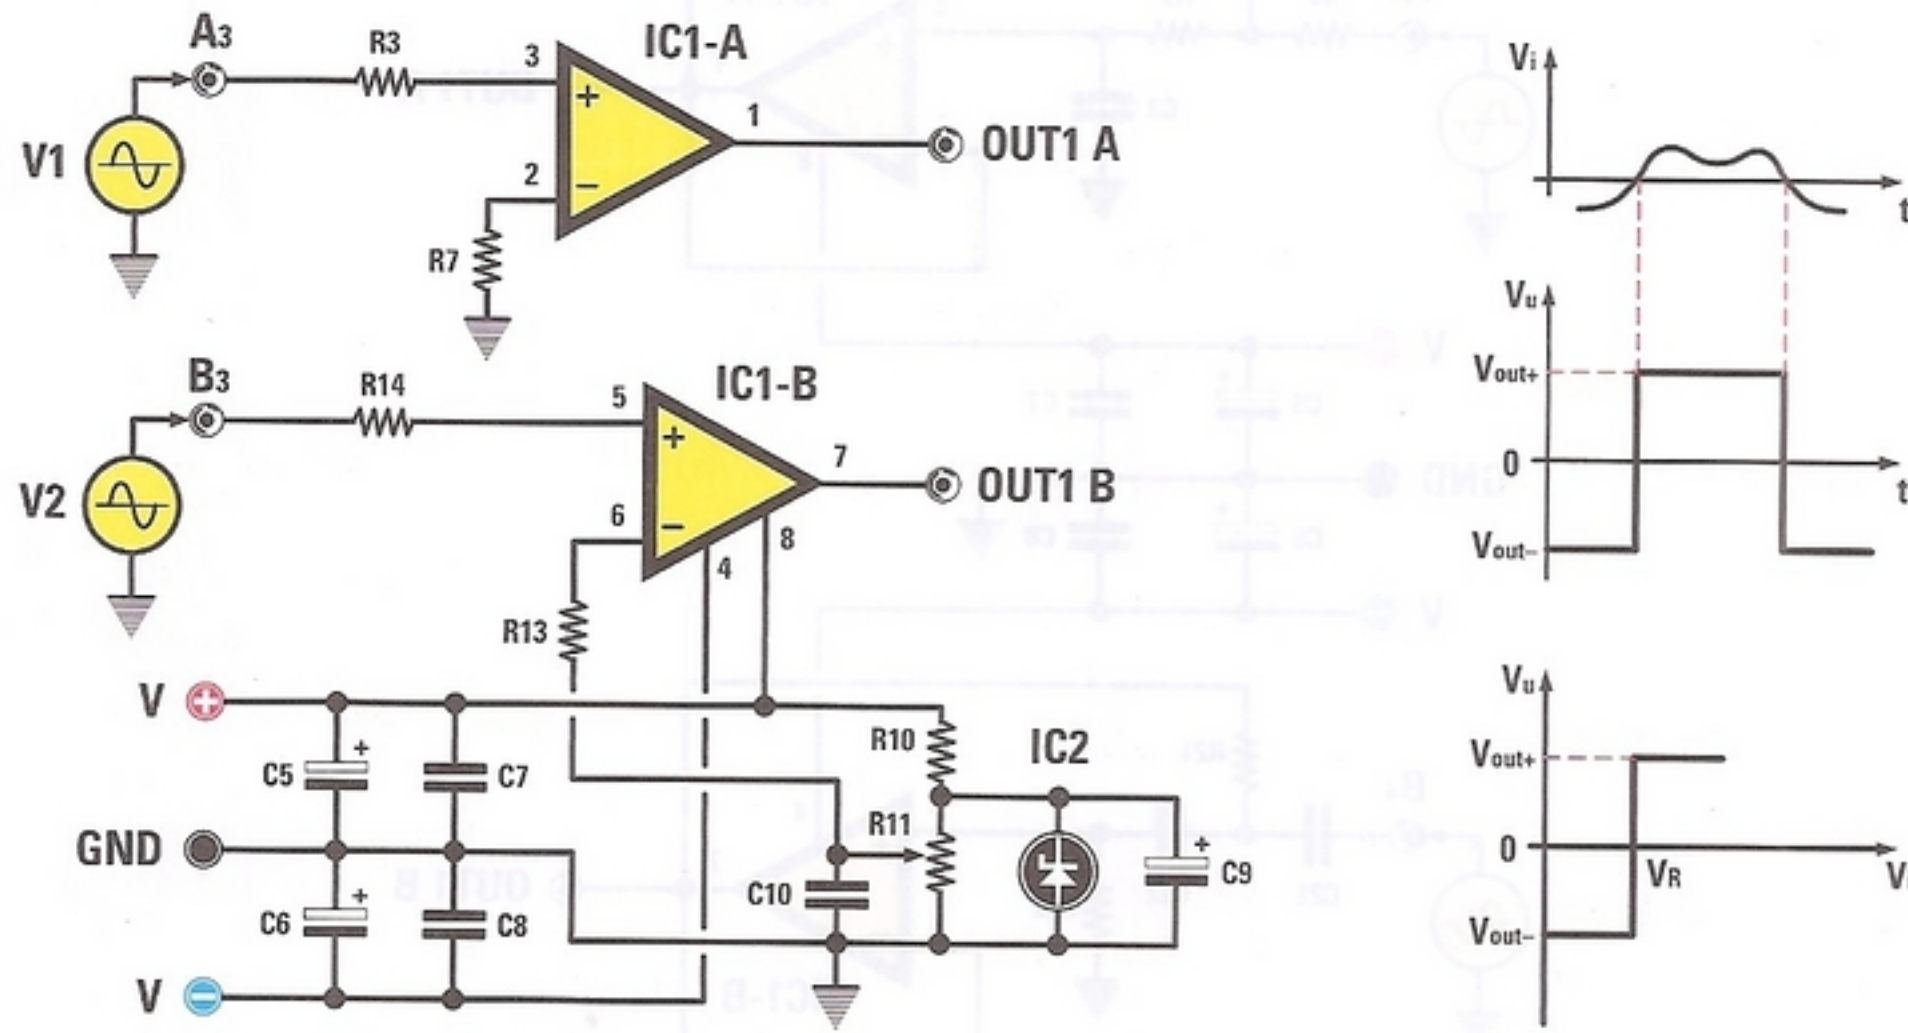 A3
R3
IC1-A
3
+
1
V1
OUT1 A
2
−
R7
B3
R14
IC1-B
5
+
7
V2
OUT1 B
6
−
8
4
R13
V +
R10
IC2
C5 +
C7
R11
GND
C10
+
C9
C6 +
C8
V −
Vi
t
Vu
Vout+
0
t
Vout−
Vu
Vout+
0
VR
Vout−